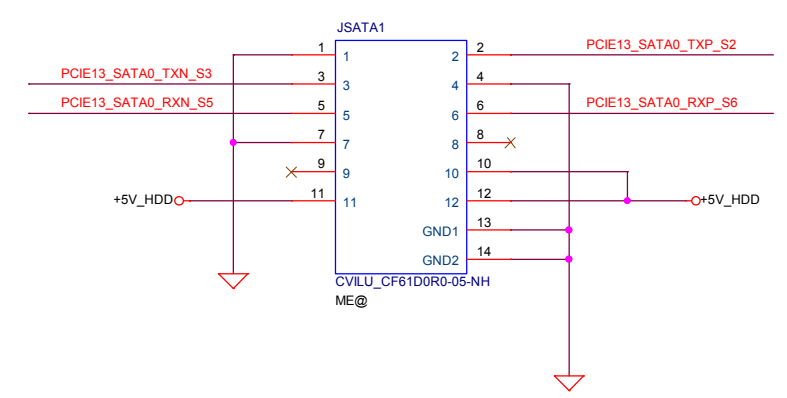 JSATA1
1 1 2 2 PCIE13_SATA0_TXP_S2
PCIE13_SATA0_TXN_S3 3 3 4 4
PCIE13_SATA0_RXN_S5 5 5 6 6 PCIE13_SATA0_RXP_S6
7 7 8 8
9 9 10 10
+5V_HDD 11 11 12 12 +5V_HDD
GND1 13
GND2 14
CVILU_CF61D0R0-05-NH
ME@